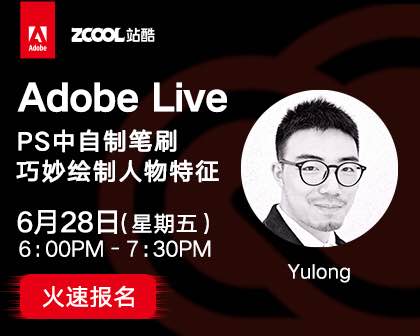 Adobe
ZCOOL站酷
Adobe Live
PS中自制笔刷
巧妙绘制人物特征
6月28日(星期五)
6:00PM - 7:30PM
Yulong
火速报名